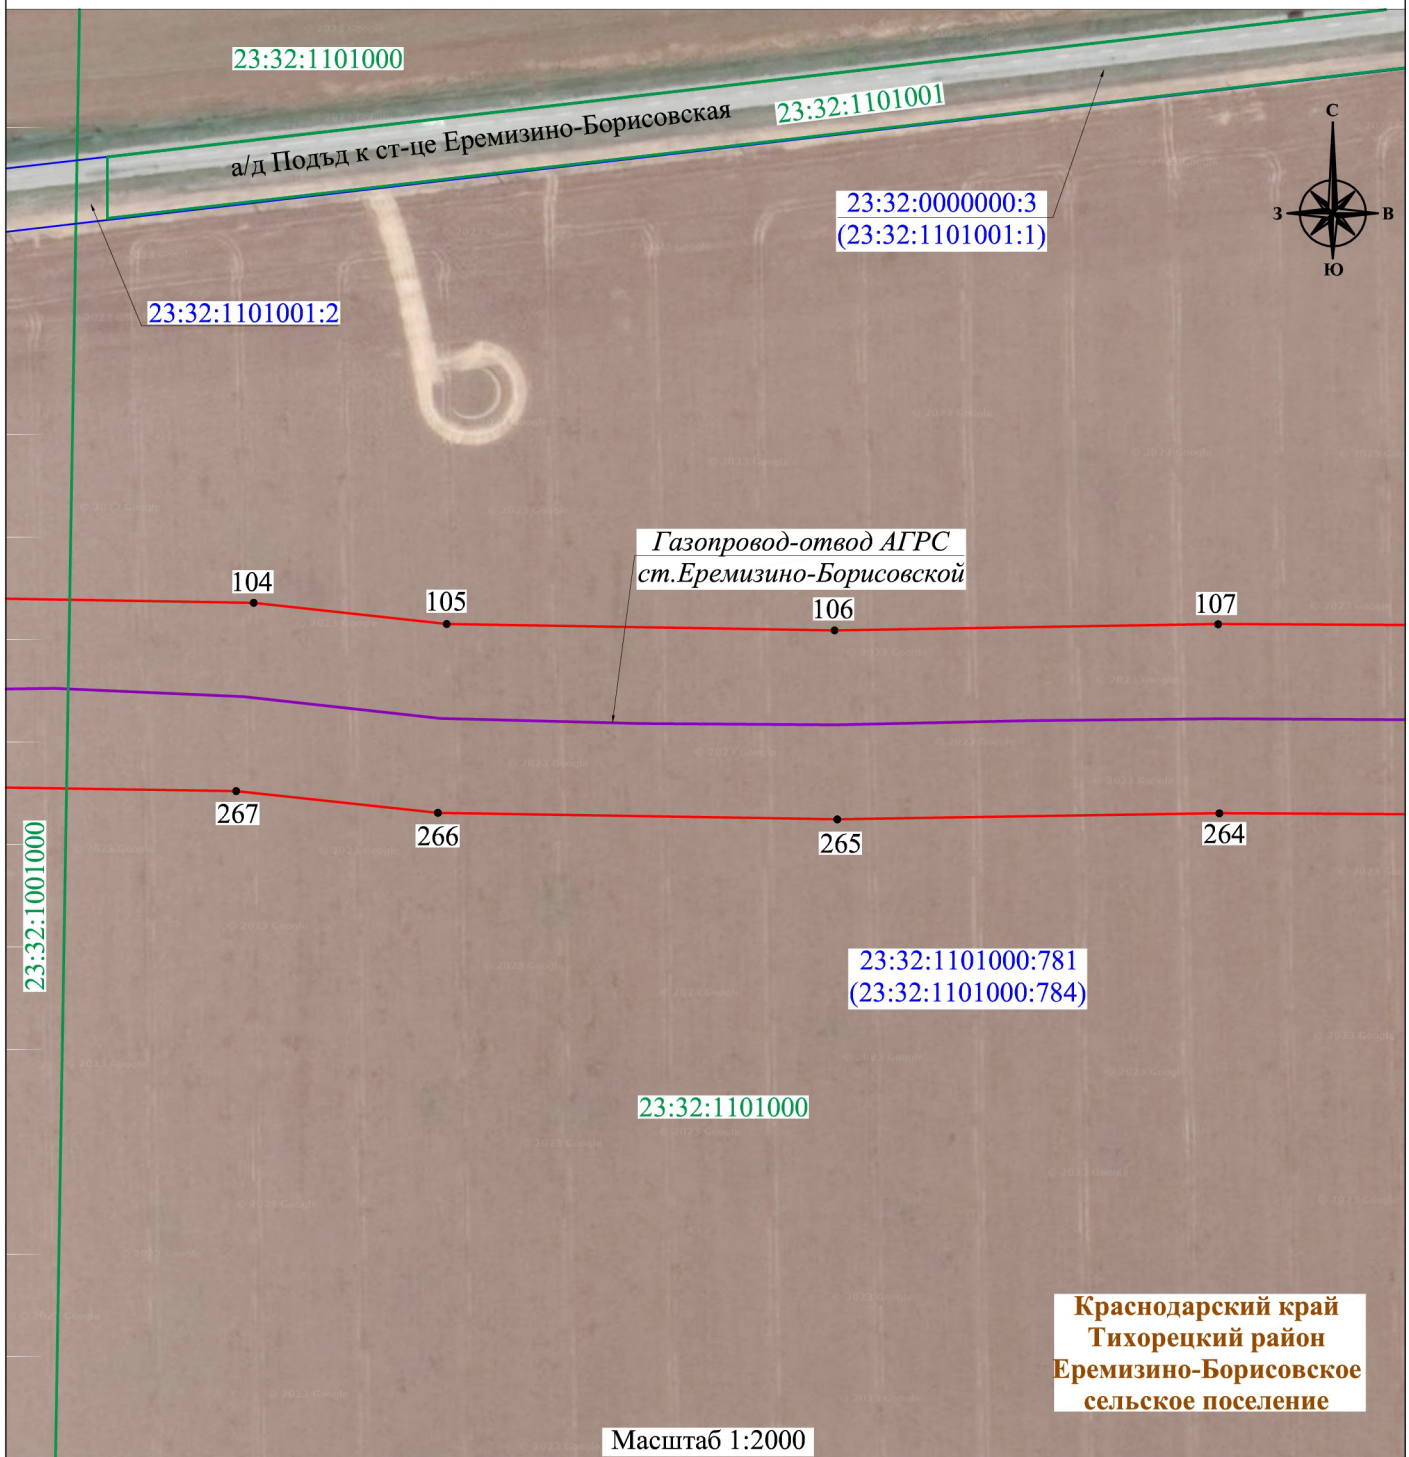 23:32:1101000
а/д Подъд к ст-це Еремизино-Борисовская
23:32:1101001
С
З
В
Ю
23:32:0000000:3
(23:32:1101001:1)
23:32:1101001:2
Газопровод-отвод АГРС
ст.Еремизино-Борисовской
104
105
106
107
267
266
265
264
23:32:1001000
23:32:1101000:781
(23:32:1101000:784)
23:32:1101000
Краснодарский край
Тихорецкий район
Еремизино-Борисовское
сельское поселение
Масштаб 1:2000